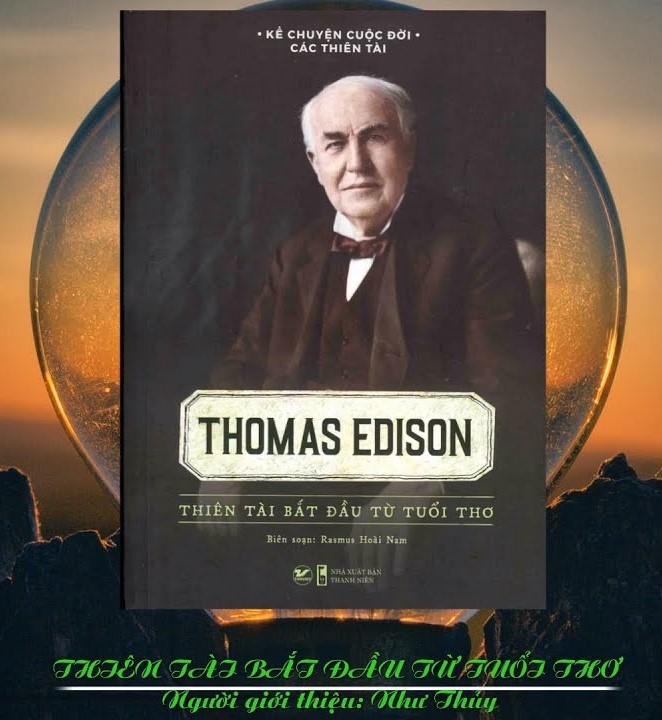 • KỂ CHUYỆN CUỘC ĐỜI •
CÁC THIÊN TÀI
THOMAS EDISON
THIÊN TÀI BẮT ĐẦU TỪ TUỔI THƠ
Biên soạn: Rasmus Hoài Nam
NHÀ XUẤT BẢN
THANH NIÊN
THIÊN TÀI BẮT ĐẦU TỪ TUỔI THƠ
Người giới thiệu: Như Thủy